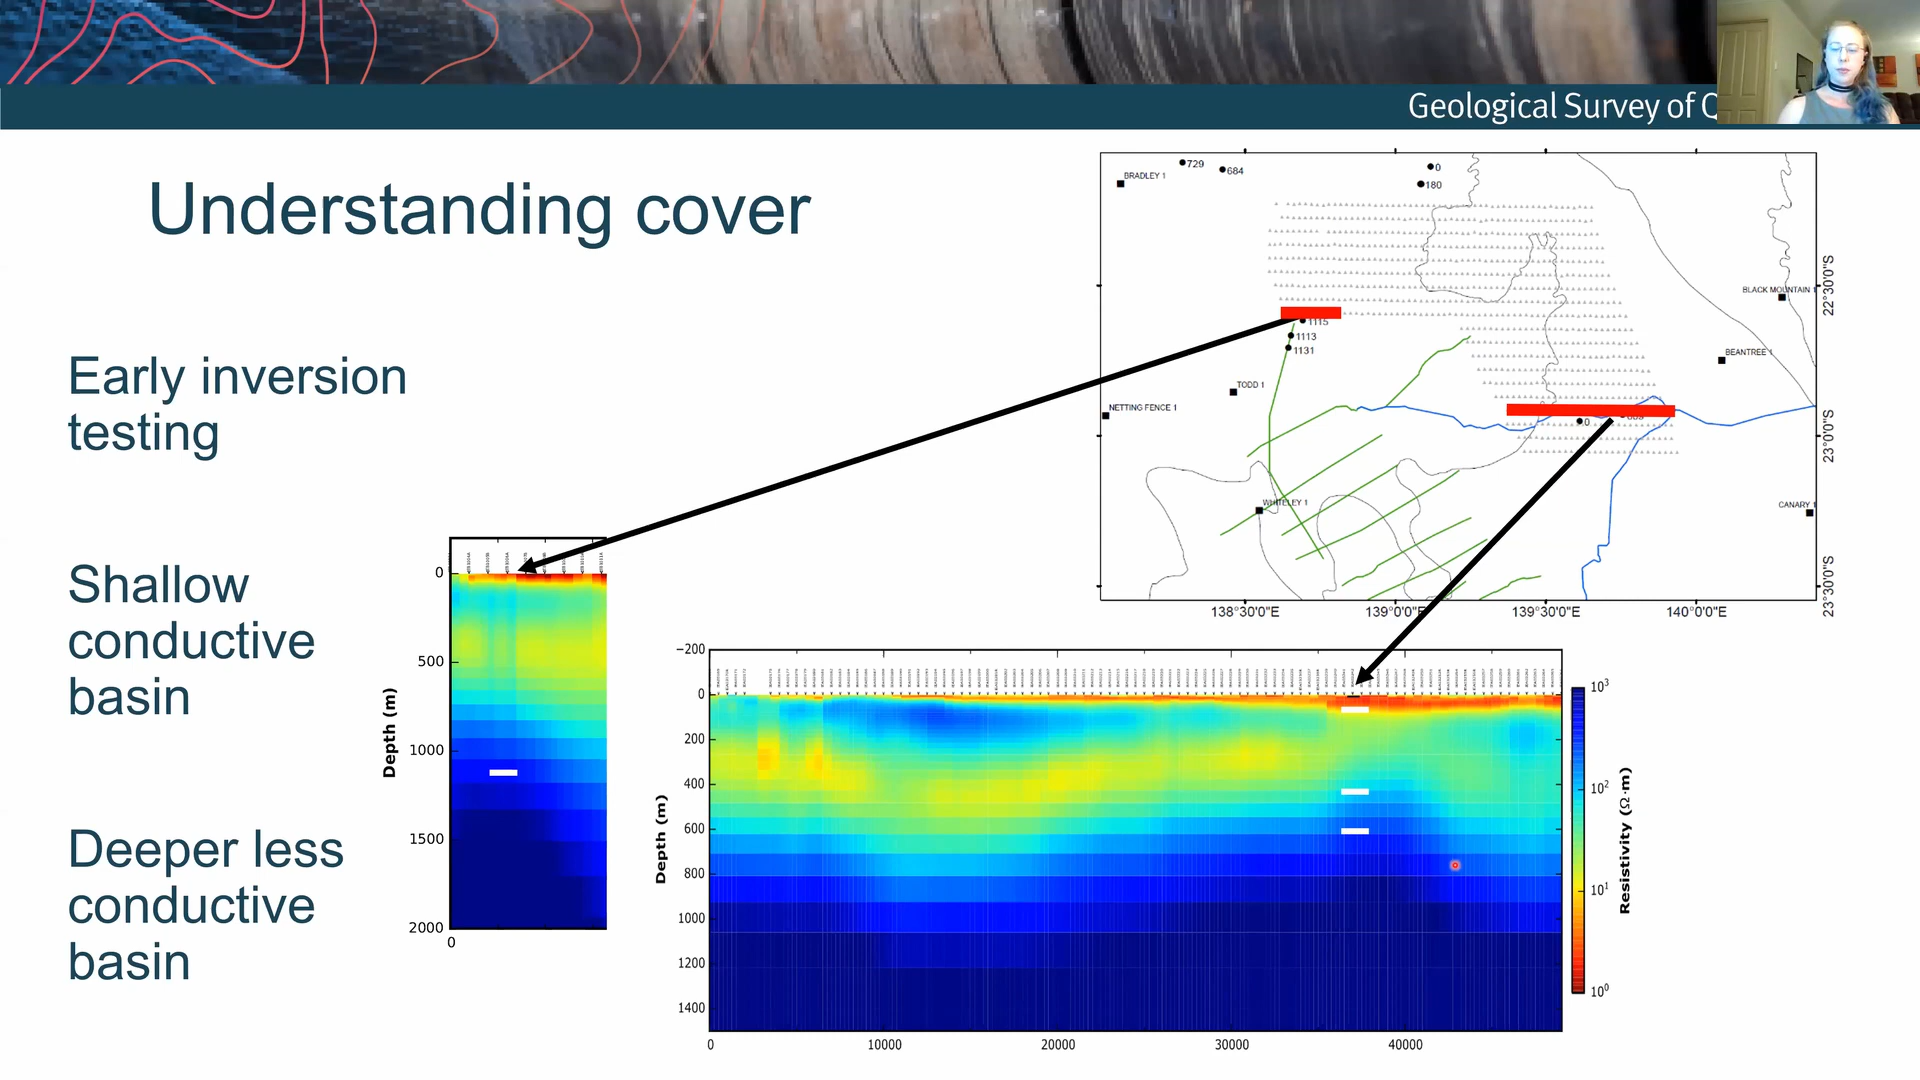 Geological Survey of Q
Understanding cover
Early inversion
testing
Shallow
conductive
basin
Deeper less
conductive
basin
BRADLEY 1
729
684
0
180
BLACK MOUNTAIN 1
1115
1113
1131
BEANTREE 1
TODD 1
NETTING FENCE 1
0
WHITELEY 1
CANARY 1
22°30'0"S
23°0'0"S
23°30'0"S
138°30'0"E
139°0'0"E
139°30'0"E
140°0'0"E
0
500
1000
1500
2000
Depth (m)
0
−200
0
200
400
600
800
1000
1200
1400
Depth (m)
0
10000
20000
30000
40000
10³
10²
10¹
10⁰
Resistivity (Ω·m)